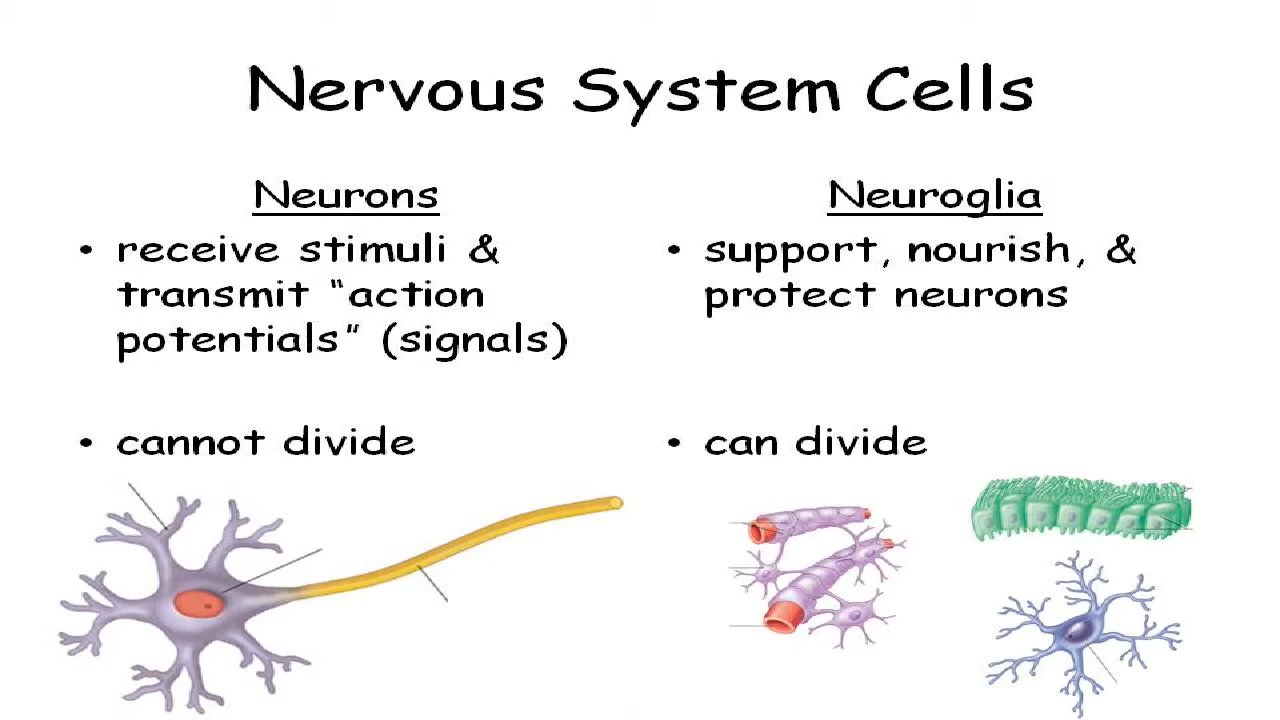 Nervous System Cells
Neurons
• receive stimuli &
transmit “action
potentials” (signals)
• cannot divide
Neuroglia
• support, nourish, &
protect neurons
• can divide